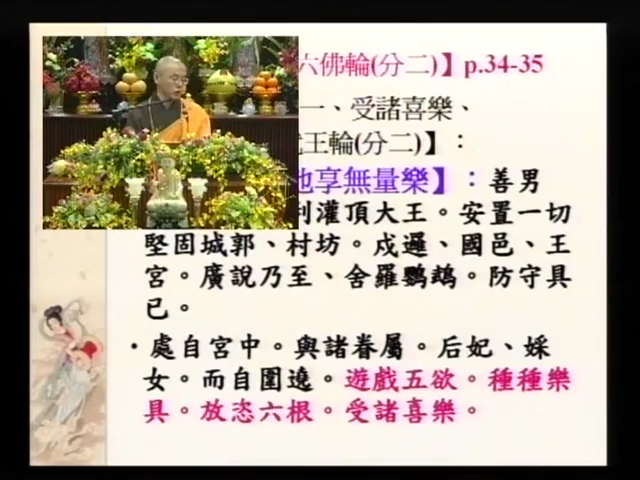 六佛輪(分二)】p.34-35
一、受諸喜樂、
王輪(分二)】：
也享無量樂】：善男
利灌頂大王。安置一切
堅固城郭、村坊。戍邏、國邑、王
宮。廣說乃至、舍羅鸚鵡。防守具
已。
・處自宮中。與諸眷屬。后妃、婇
女。而自圍遶。遊戲五欲。種種樂
具。放恣六根。受諸喜樂。